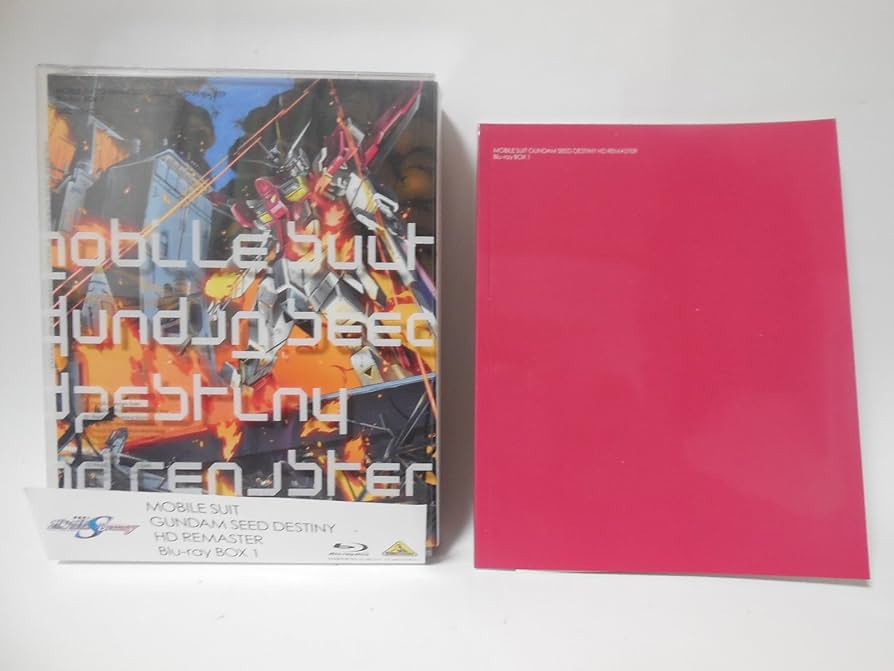 mobile suit
gundam seed
destiny
hd remaster
MOBILE SUIT
GUNDAM SEED DESTINY
HD REMASTER
Blu-ray BOX 1
MOBILE SUIT GUNDAM SEED DESTINY HD REMASTER
Blu-ray BOX 1